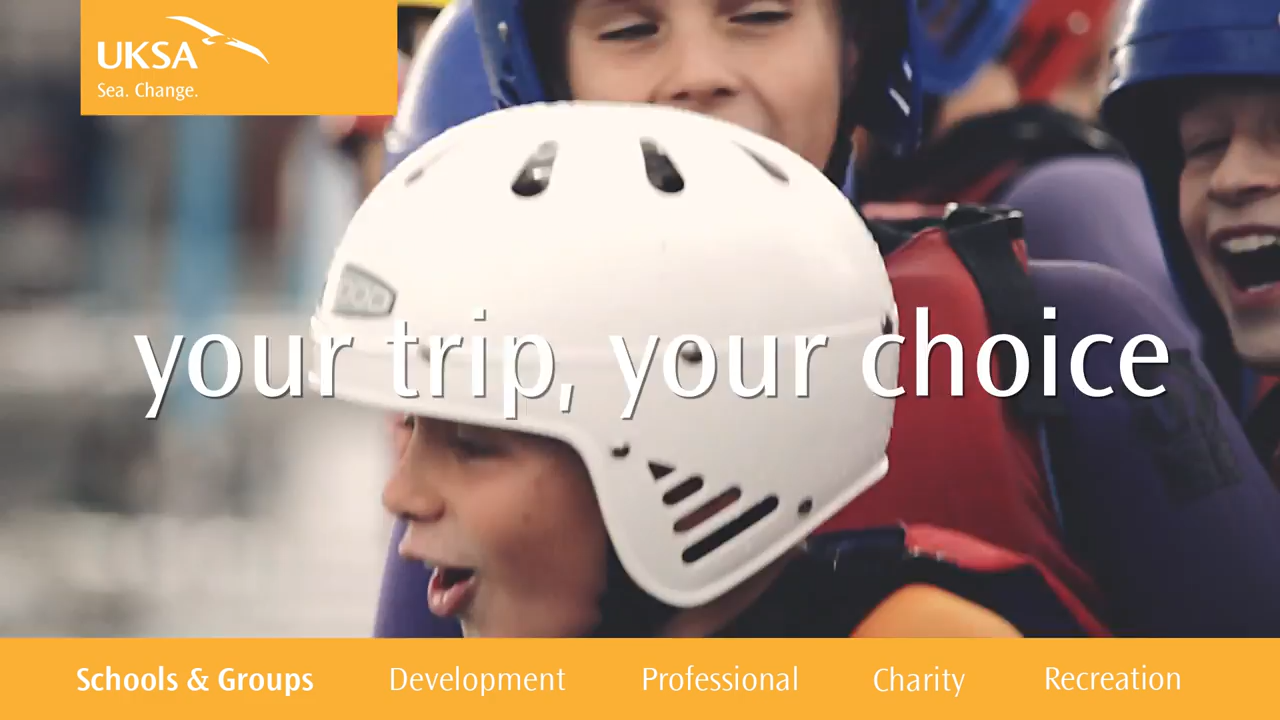 UKSA
Sea. Change.
your trip, your choice
Schools & Groups Development Professional Charity Recreation